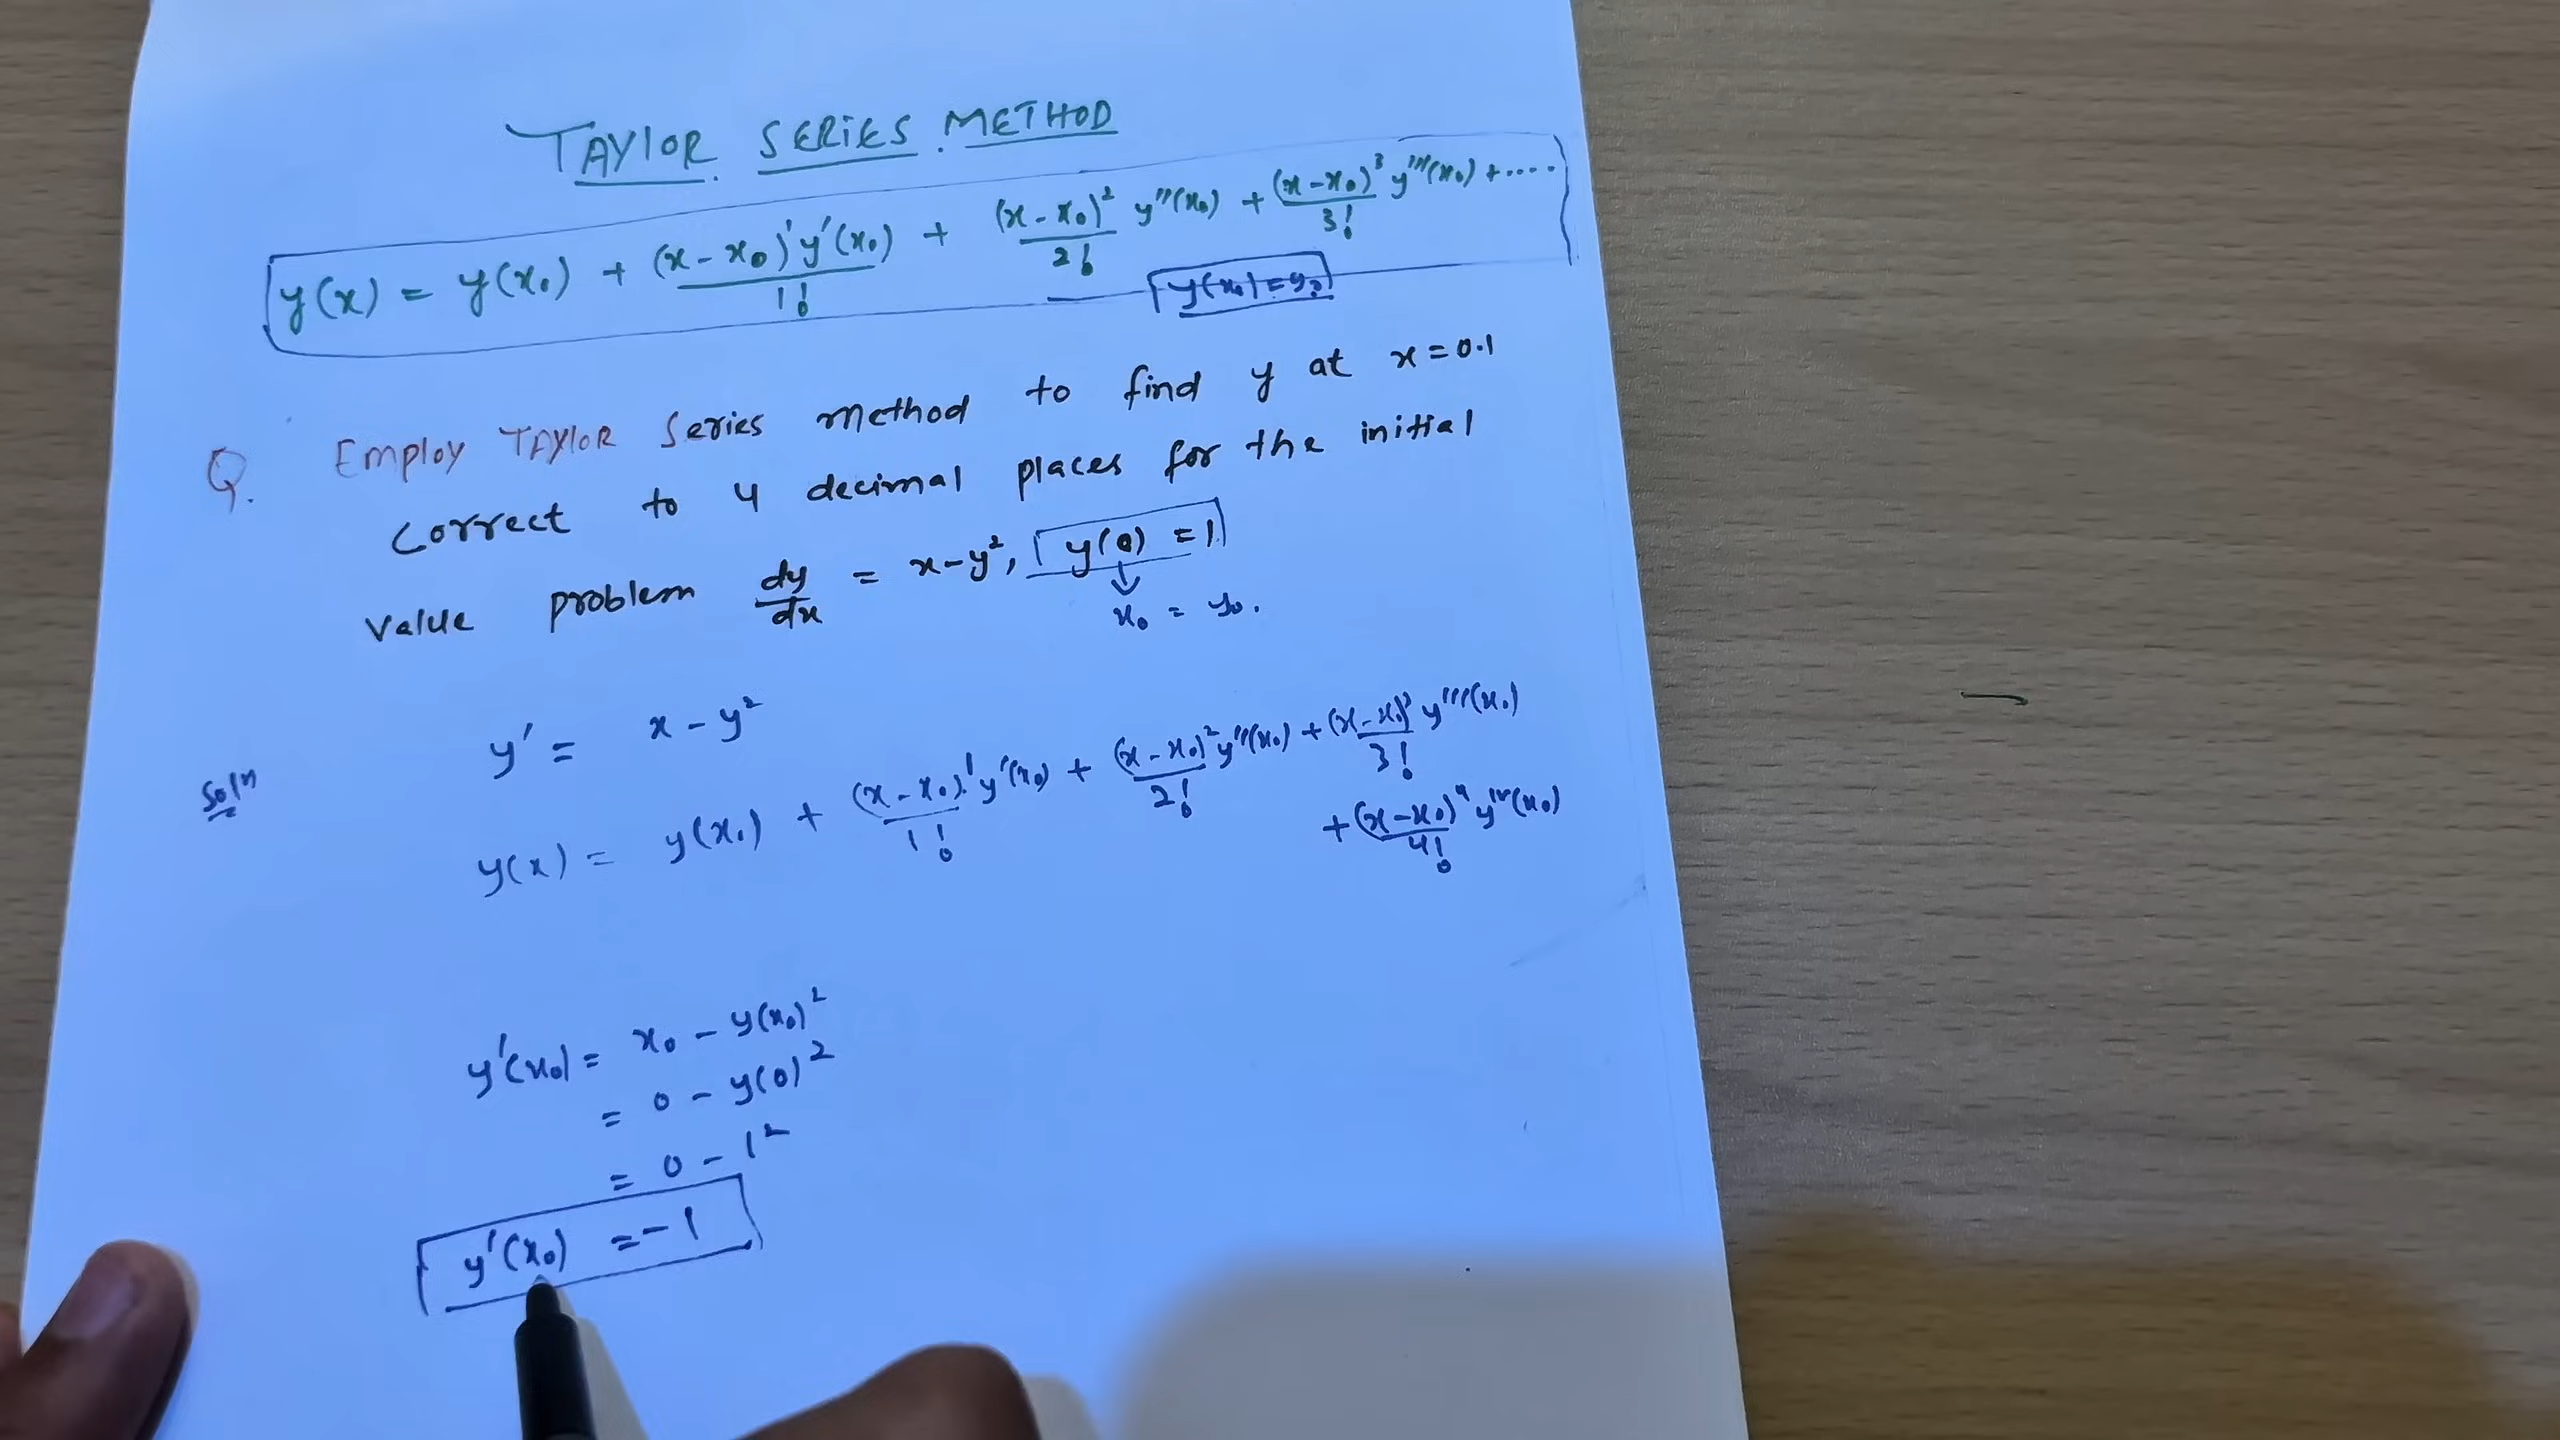 TAYLOR SERIES METHOD
y(x) = y(x₀) + (x-x₀)'y'(x₀)/1! + (x-x₀)²/2! y''(x₀) + (x-x₀)³/3! y'''(x₀) + ....
y(x₀) = y₀
Q. Employ TAYLOR Series method to find y at x = 0.1
correct to 4 decimal places for the initial
value problem dy/dx = x-y², y(0) = 1
x₀ = y₀.
Soln y' = x - y²
y(x) = y(x₀) + (x-x₀)¹/1! y'(x₀) + (x-x₀)²/2! y''(x₀) + (x-x₀)³/3! y'''(x₀)
+ (x-x₀)⁴/4! yⁱᵛ(x₀)
y'(x₀) = x₀ - y(x₀)²
= 0 - y(0)²
= 0 - 1²
y'(x₀) = -1